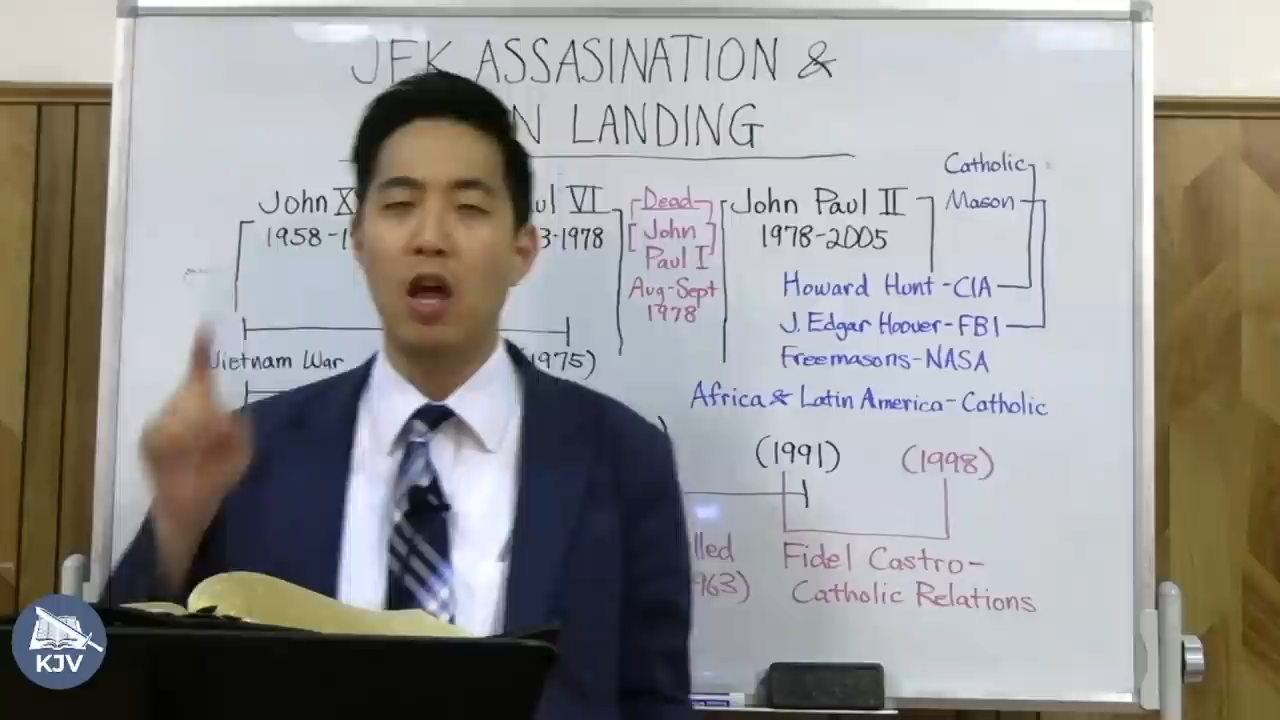 JFK ASSASINATION &
N LANDING
Catholic
Mason
John X
ul VI
Dead
John Paul II
1958-1
3-1978
John
1978-2005
Paul I
Aug-Sept
1978
Howard Hunt - CIA
J. Edgar Hoover - FBI
Freemasons - NASA
Vietnam War
1975)
Africa & Latin America - Catholic
(1991)
(1998)
lled
963)
Fidel Castro -
Catholic Relations
KJV